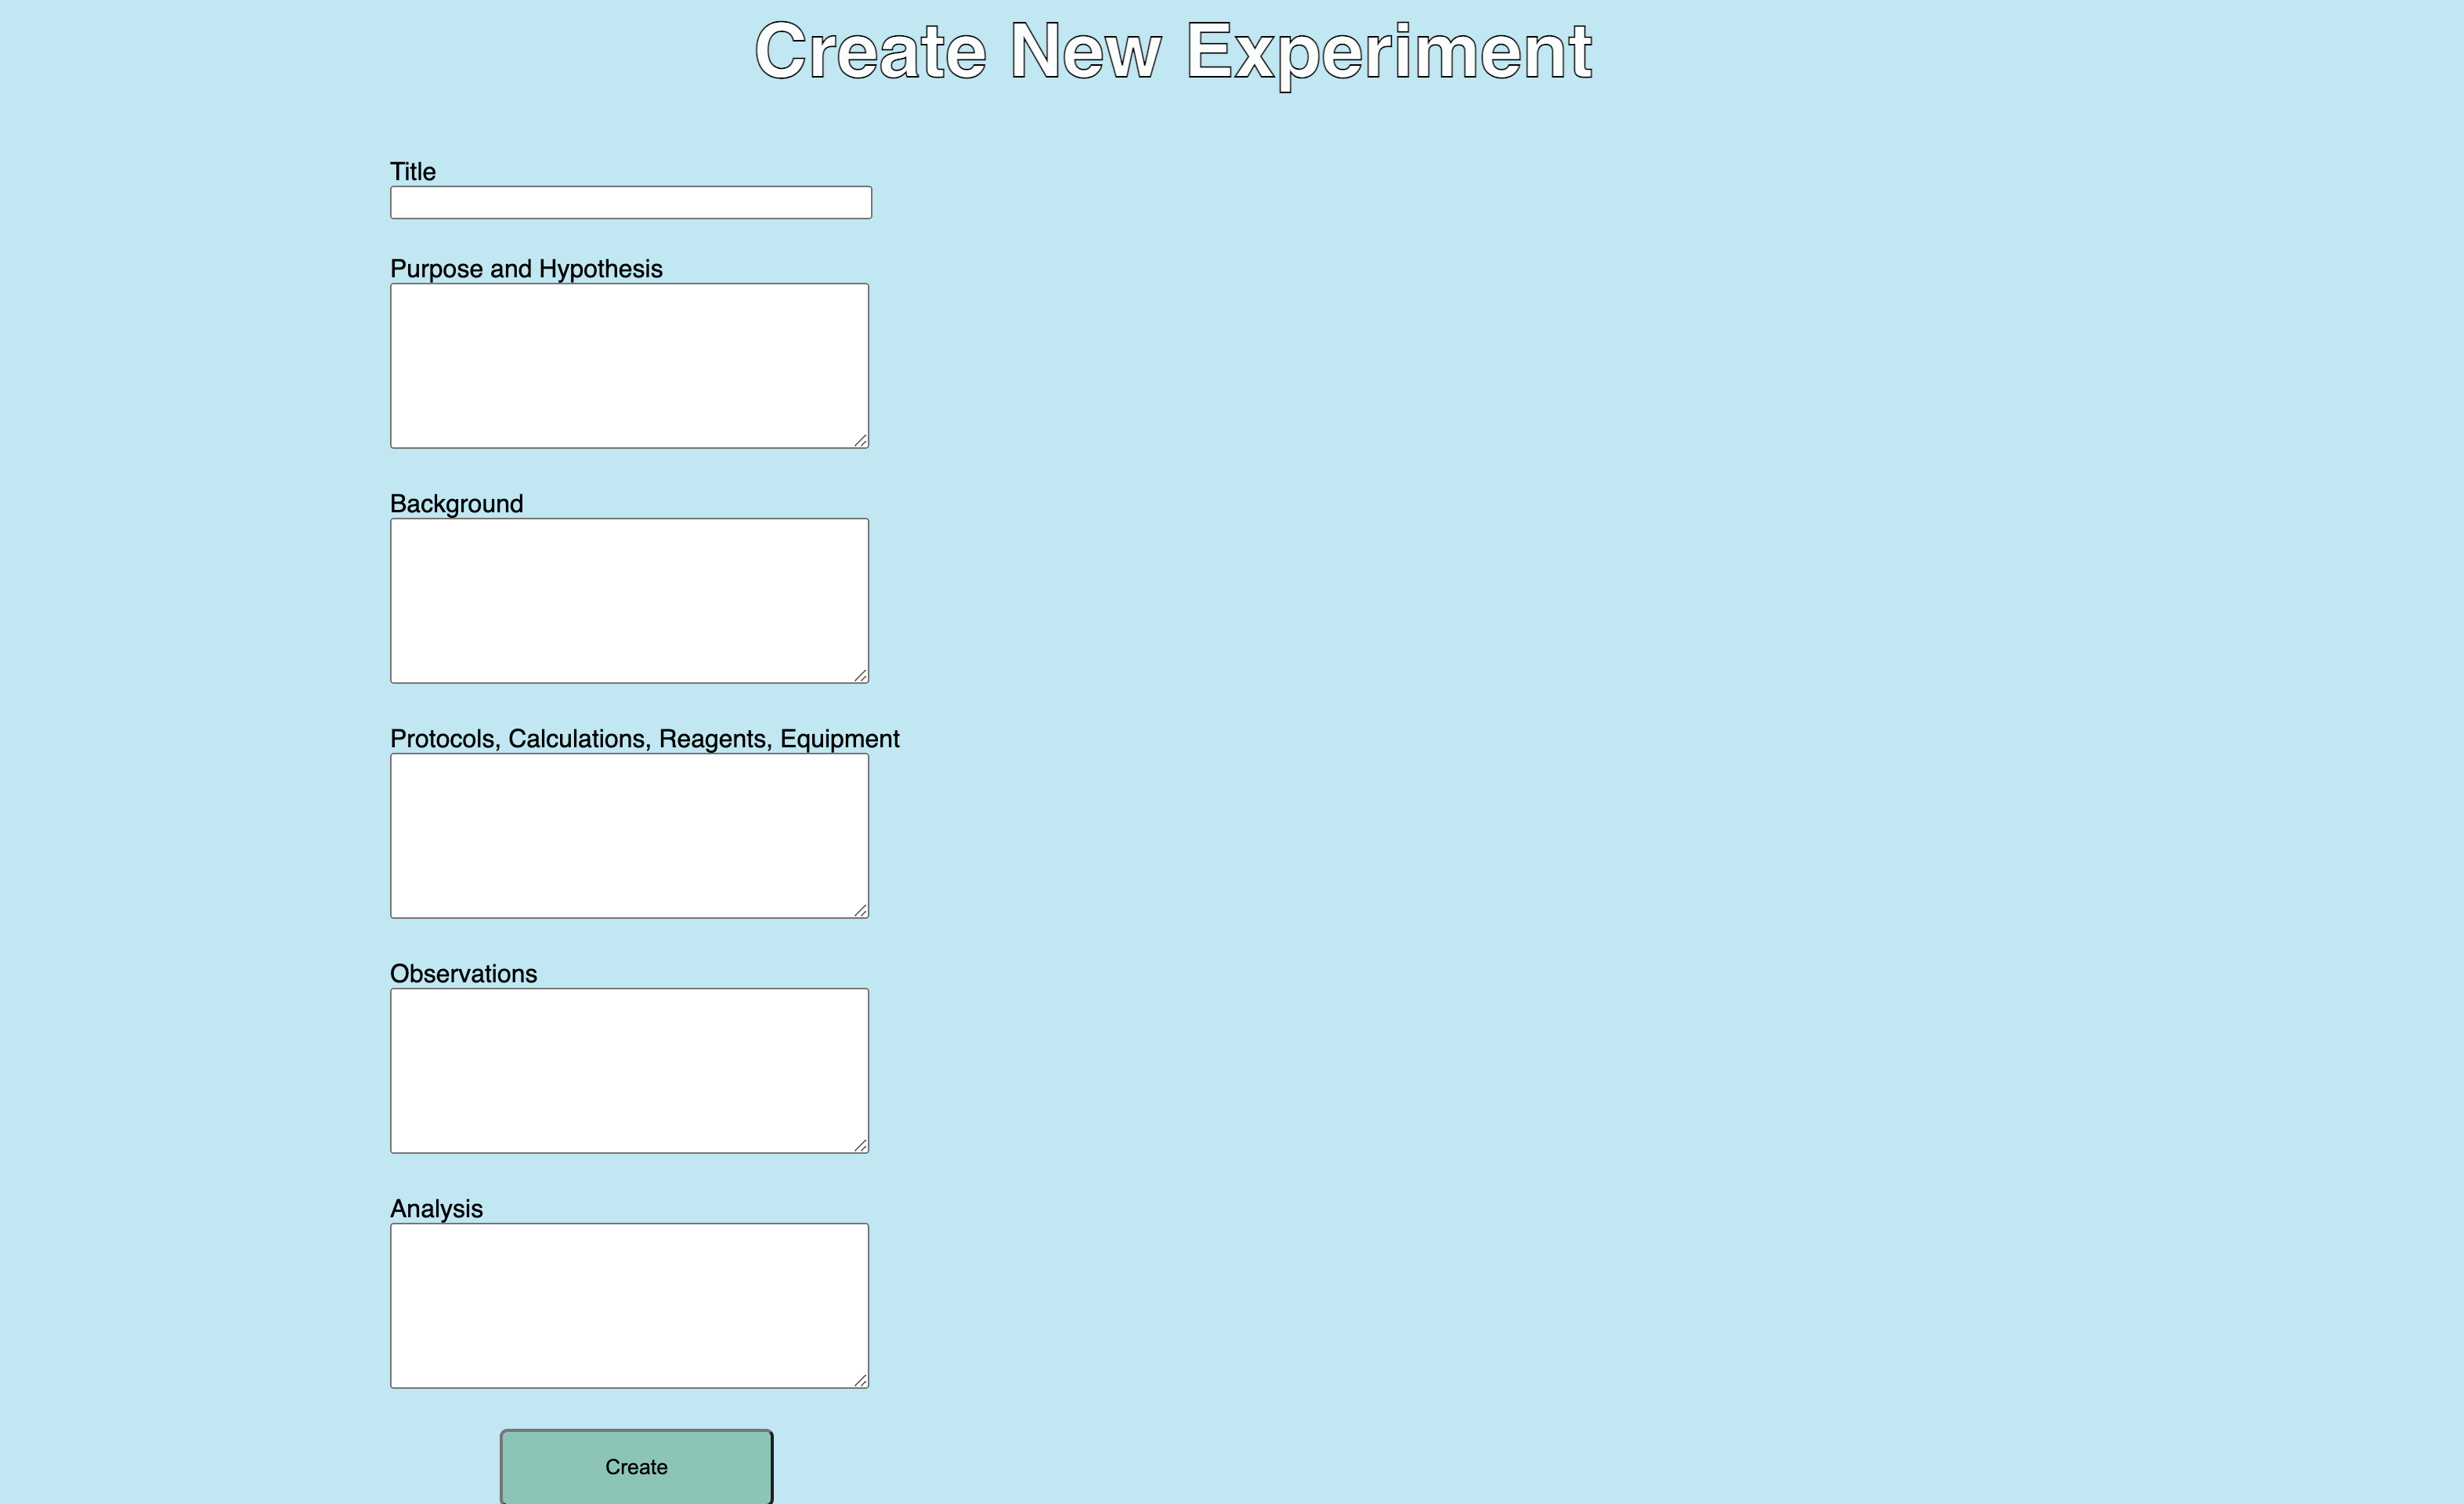 Create New Experiment
Title
Purpose and Hypothesis
Background
Protocols, Calculations, Reagents, Equipment
Observations
Analysis
Create